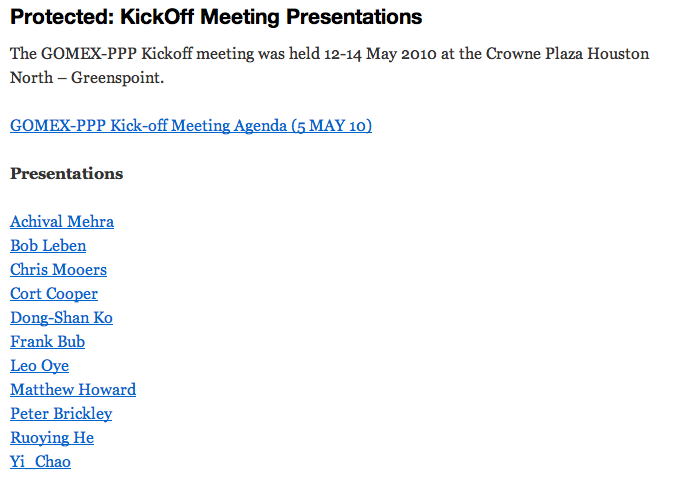 Protected: KickOff Meeting Presentations
The GOMEX-PPP Kickoff meeting was held 12-14 May 2010 at the Crowne Plaza Houston
North – Greenspoint.
GOMEX-PPP Kick-off Meeting Agenda (5 MAY 10)
Presentations
Achival Mehra
Bob Leben
Chris Mooers
Cort Cooper
Dong-Shan Ko
Frank Bub
Leo Oye
Matthew Howard
Peter Brickley
Ruoying He
Yi_Chao